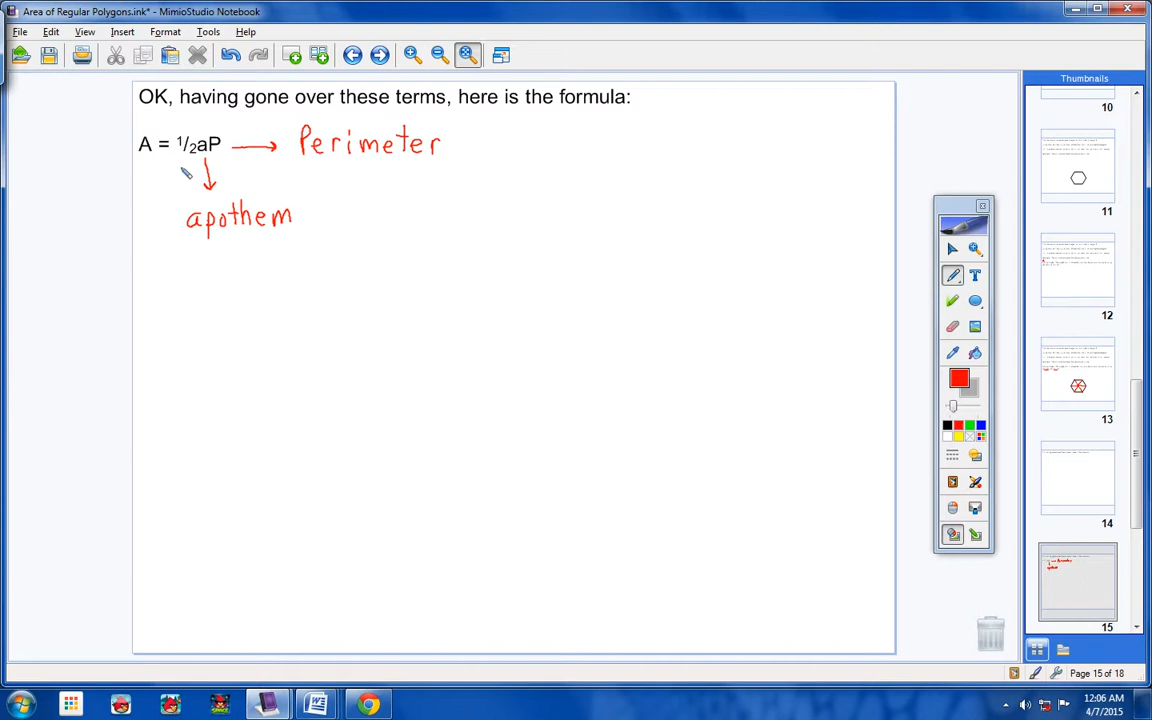 Area of Regular Polygons.ink* - MimioStudio Notebook
File Edit View Insert Format Tools Help
Thumbnails
OK, having gone over these terms, here is the formula:
A = 1/2aP → Perimeter
apothem
10
11
12
13
14
15
Page 15 of 18
12:06 AM
4/7/2015